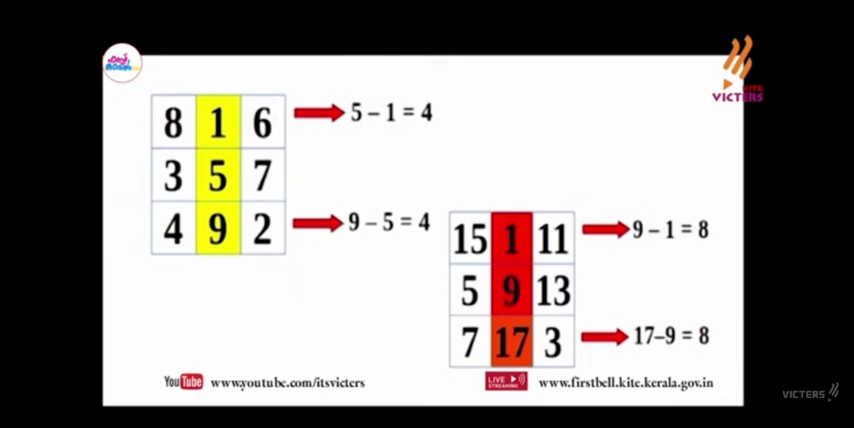 8 1 6
3 5 7
4 9 2
5 – 1 = 4
9 – 5 = 4
15 1 11
5 9 13
7 17 3
9 – 1 = 8
17–9 = 8
YouTube www.youtube.com/itsvicters
LIVE STREAMING www.firstbell.kite.kerala.gov.in
KITE
VICTERS
VICTERS